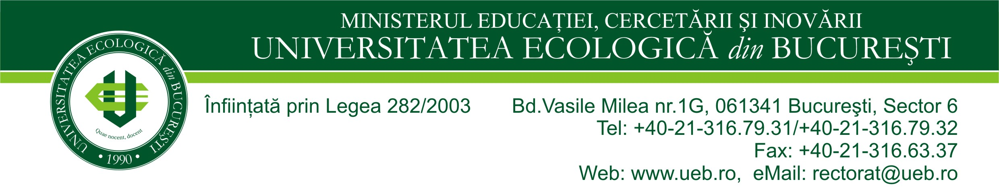 MINISTERUL EDUCAȚIEI, CERCETĂRII ŞI INOVĂRII
UNIVERSITATEA ECOLOGICĂ din BUCUREŞTI
UNIVERSITATEA ECOLOGICĂ din BUCUREŞTI
Quae nocent, docent
• 1990 •
Înființată prin Legea 282/2003
Bd.Vasile Milea nr.1G, 061341 Bucureşti, Sector 6
Tel: +40-21-316.79.31/+40-21-316.79.32
Fax: +40-21-316.63.37
Web: www.ueb.ro, eMail: rectorat@ueb.ro